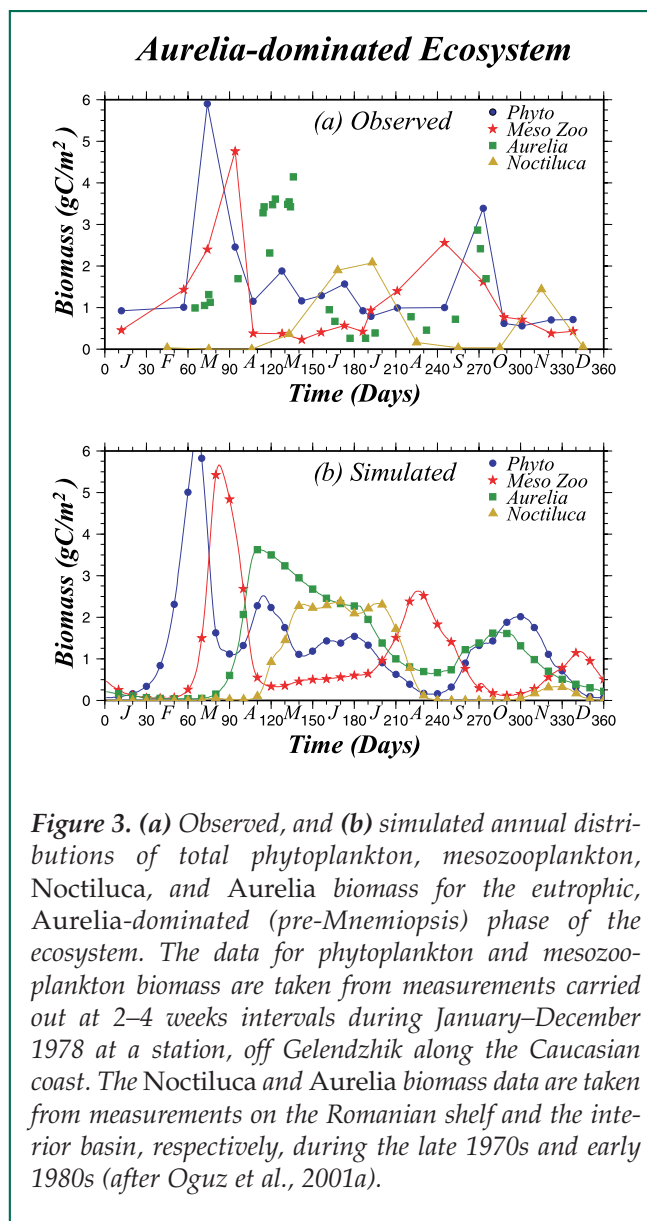 Aurelia-dominated Ecosystem
(a) Observed
Phyto
Meso Zoo
Aurelia
Noctiluca
Biomass (gC/m²)
6
5
4
3
2
1
0
J F M A M J J A S O N D
0 30 60 90 120 150 180 210 240 270 300 330 360
Time (Days)
(b) Simulated
Phyto
Meso Zoo
Aurelia
Noctiluca
Biomass (gC/m²)
6
5
4
3
2
1
0
J F M A M J J A S O N D
0 30 60 90 120 150 180 210 240 270 300 330 360
Time (Days)
Figure 3. (a) Observed, and (b) simulated annual distri-
butions of total phytoplankton, mesozooplankton,
Noctiluca, and Aurelia biomass for the eutrophic,
Aurelia-dominated (pre-Mnemiopsis) phase of the
ecosystem. The data for phytoplankton and mesozoo-
plankton biomass are taken from measurements carried
out at 2–4 weeks intervals during January–December
1978 at a station, off Gelendzhik along the Caucasian
coast. The Noctiluca and Aurelia biomass data are taken
from measurements on the Romanian shelf and the inte-
rior basin, respectively, during the late 1970s and early
1980s (after Oguz et al., 2001a).